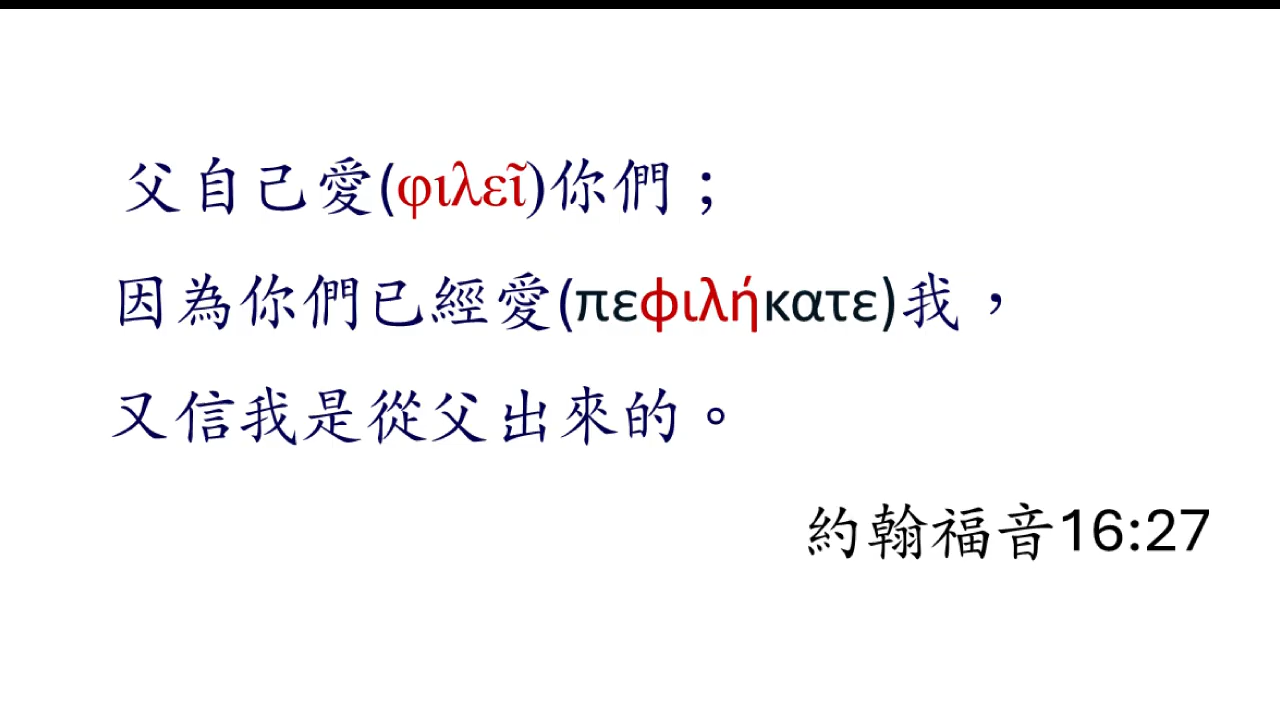 父自己愛(φιλεῖ)你們；
因為你們已經愛(πεφιλήκατε)我，
又信我是從父出來的。
約翰福音16:27